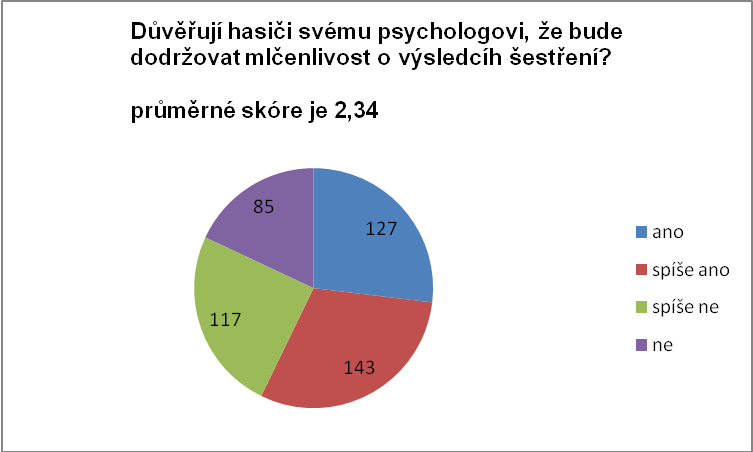 Důvěřují hasiči svému psychologovi, že bude
dodržovat mlčenlivost o výsledcíh šestření?
průměrné skóre je 2,34
85
127
117
143
ano
spíše ano
spíše ne
ne